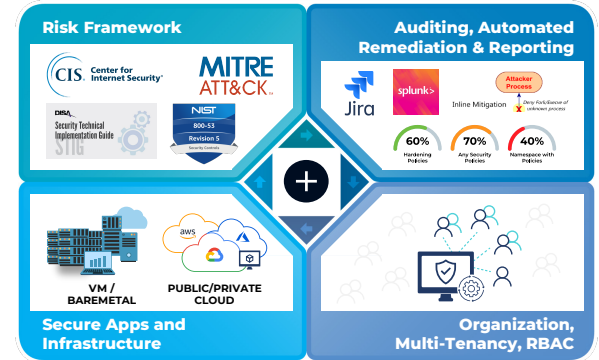 Risk Framework
CIS. Center for
Internet Security®
MITRE
ATT&CK™
DISA
Security Technical
Implementation Guide
STIG
NIST
800-53
Revision 5
Security Controls
Auditing, Automated
Remediation & Reporting
Jira
splunk>
Inline Mitigation
Attacker
Process
X
Deny Fork/Balance of
unknown process
60%
Hardening
Policies
70%
Any Security
Policies
40%
Namespace with
Policies
VM /
BAREMETAL
aws
PUBLIC/PRIVATE
CLOUD
Secure Apps and
Infrastructure
Organization,
Multi-Tenancy, RBAC